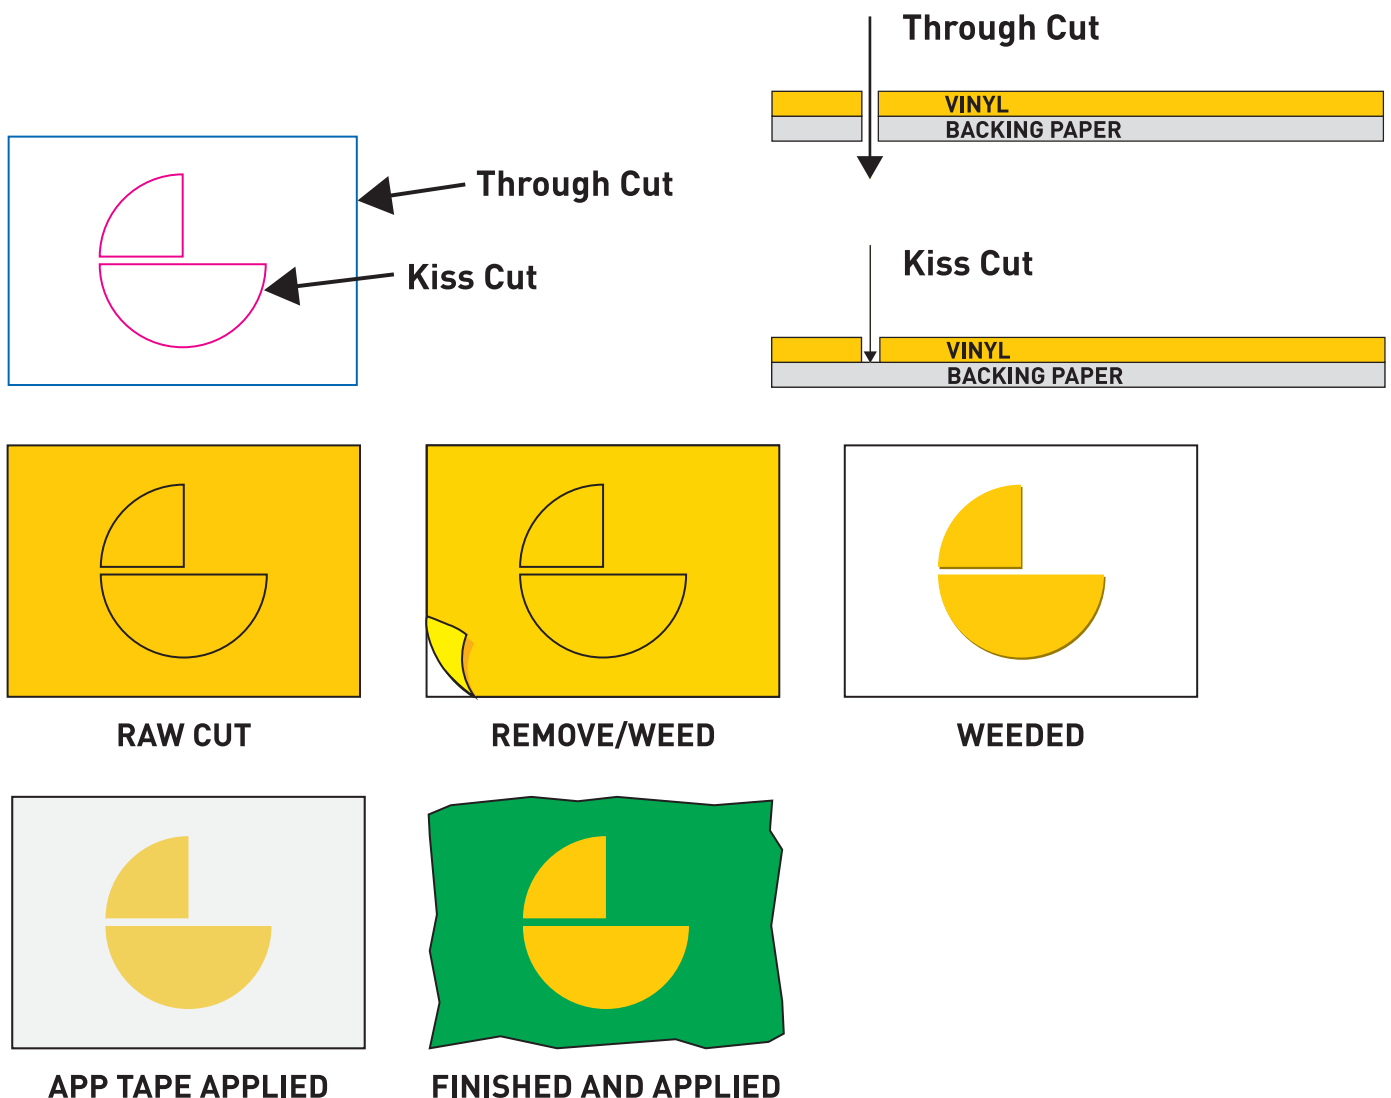 Through Cut
VINYL
BACKING PAPER
Through Cut
Kiss Cut
Kiss Cut
VINYL
BACKING PAPER
RAW CUT
REMOVE/WEED
WEEDED
APP TAPE APPLIED
FINISHED AND APPLIED